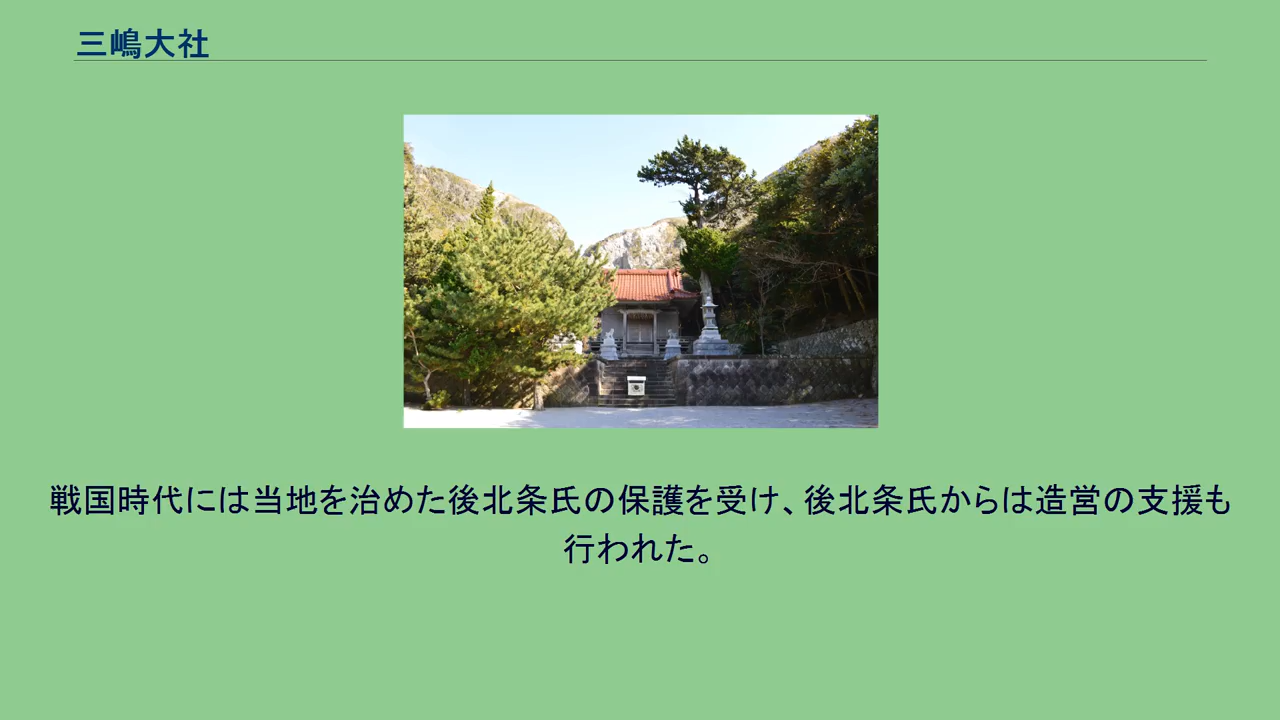 三嶋大社
戦国時代には当地を治めた後北条氏の保護を受け、後北条氏からは造営の支援も
行われた。